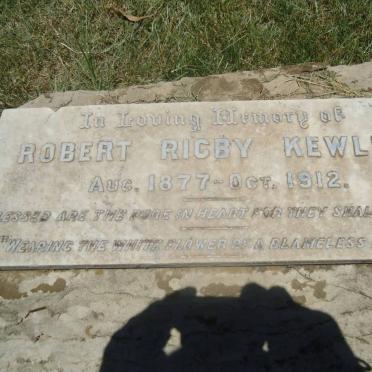 In Loving Memory of
ROBERT RIGBY KEWL
AUG. 1877 - OCT. 1912.
LESSED ARE THE PURE IN HEART FOR THEY SHAL
"WEARING THE WHITE FLOWER OF A BLAMELESS